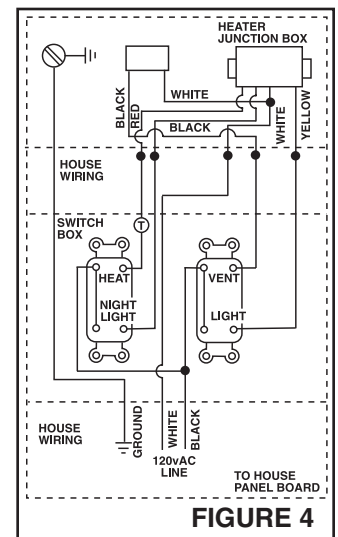 HEATER
JUNCTION BOX
WHITE
BLACK
RED
BLACK
WHITE
YELLOW
HOUSE
WIRING
SWITCH
BOX
T
HEAT
VENT
NIGHT
LIGHT
LIGHT
HOUSE
WIRING
GROUND
WHITE
BLACK
120vAC
LINE
TO HOUSE
PANEL BOARD
FIGURE 4